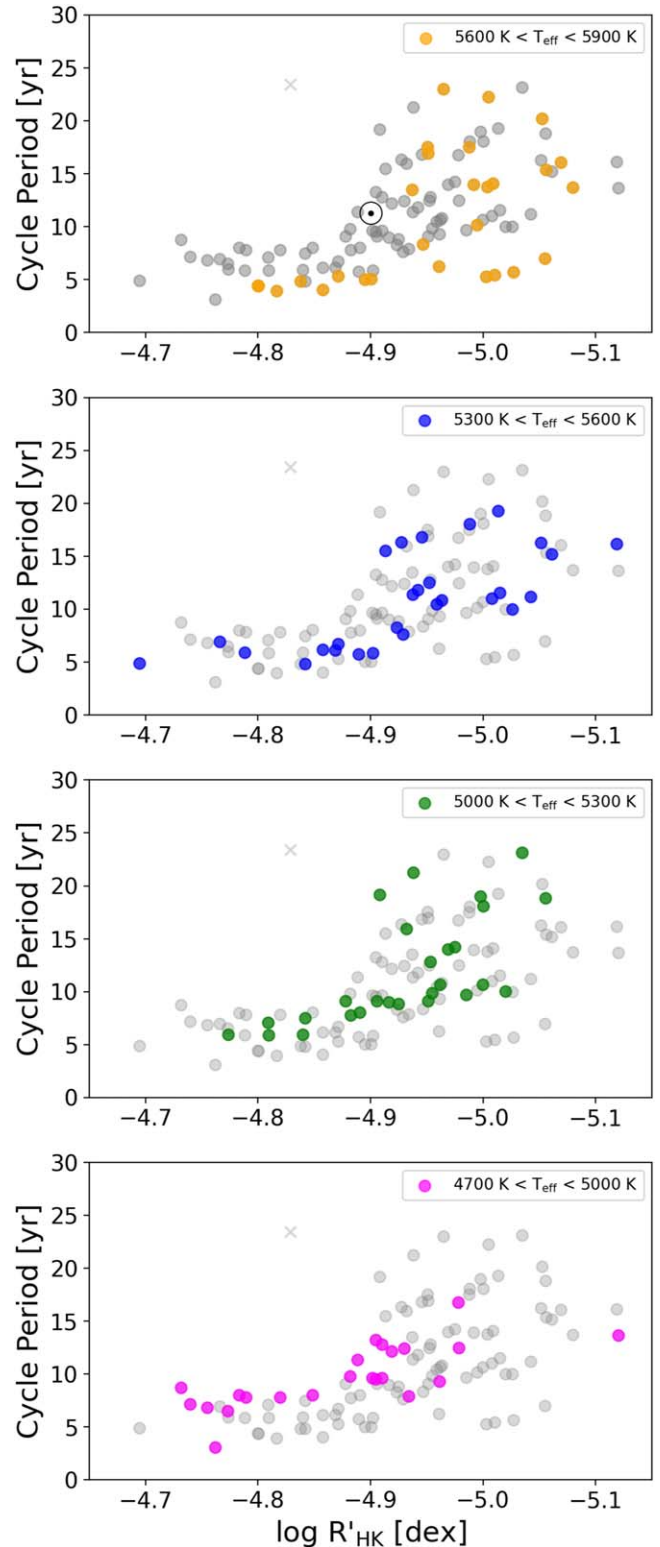 30
25
20
15
10
5
0
Cycle Period [yr]
5600 K < Teff < 5900 K
−4.7 −4.8 −4.9 −5.0 −5.1
30
25
20
15
10
5
0
Cycle Period [yr]
5300 K < Teff < 5600 K
−4.7 −4.8 −4.9 −5.0 −5.1
30
25
20
15
10
5
0
Cycle Period [yr]
5000 K < Teff < 5300 K
−4.7 −4.8 −4.9 −5.0 −5.1
30
25
20
15
10
5
0
Cycle Period [yr]
4700 K < Teff < 5000 K
−4.7 −4.8 −4.9 −5.0 −5.1
log R'HK [dex]